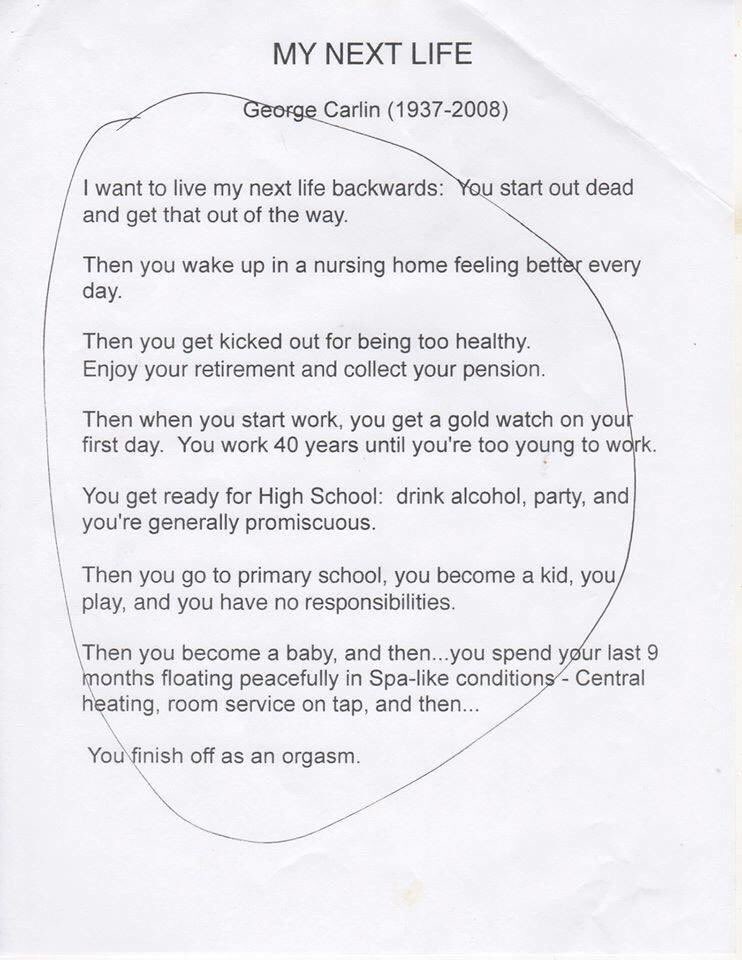 MY NEXT LIFE
George Carlin (1937-2008)
I want to live my next life backwards:  You start out dead
and get that out of the way.
Then you wake up in a nursing home feeling better every
day.
Then you get kicked out for being too healthy.
Enjoy your retirement and collect your pension.
Then when you start work, you get a gold watch on your
first day.  You work 40 years until you're too young to work.
You get ready for High School:  drink alcohol, party, and
you're generally promiscuous.
Then you go to primary school, you become a kid, you
play, and you have no responsibilities.
Then you become a baby, and then...you spend your last 9
months floating peacefully in Spa-like conditions - Central
heating, room service on tap, and then...
You finish off as an orgasm.